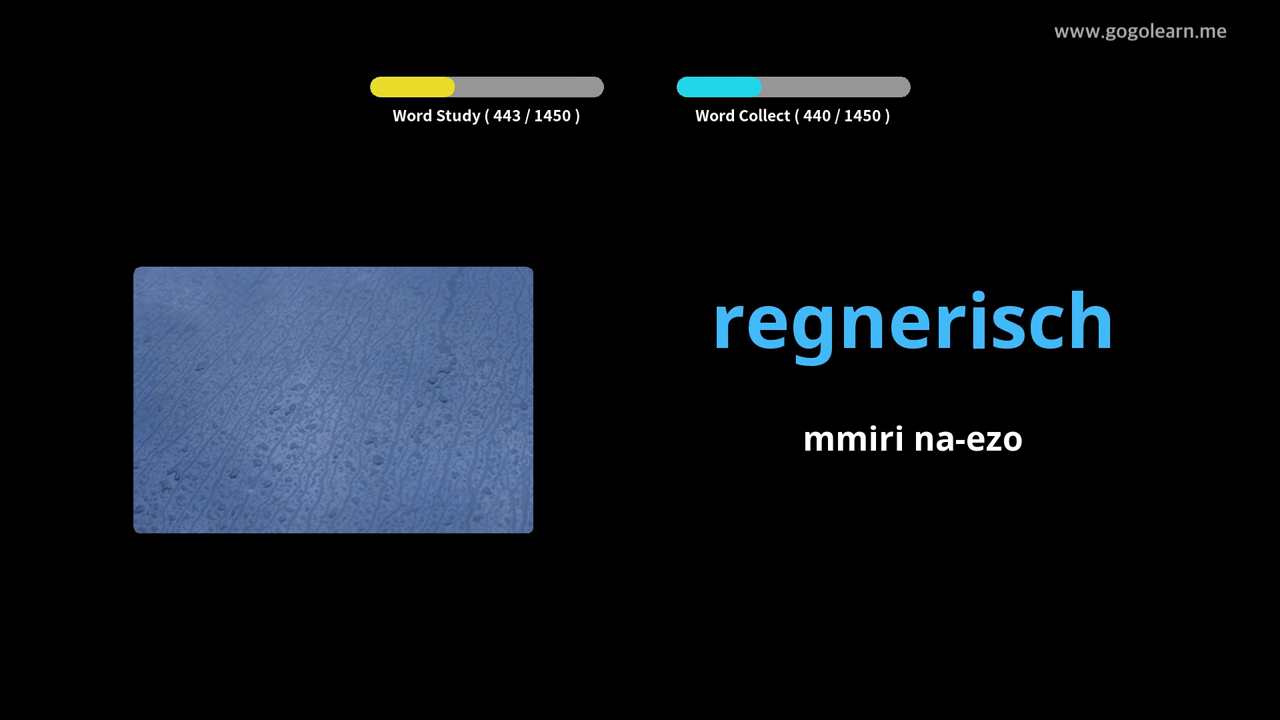 www.gogolearn.me
Word Study ( 443 / 1450 )
Word Collect ( 440 / 1450 )
regnerisch
mmiri na-ezo